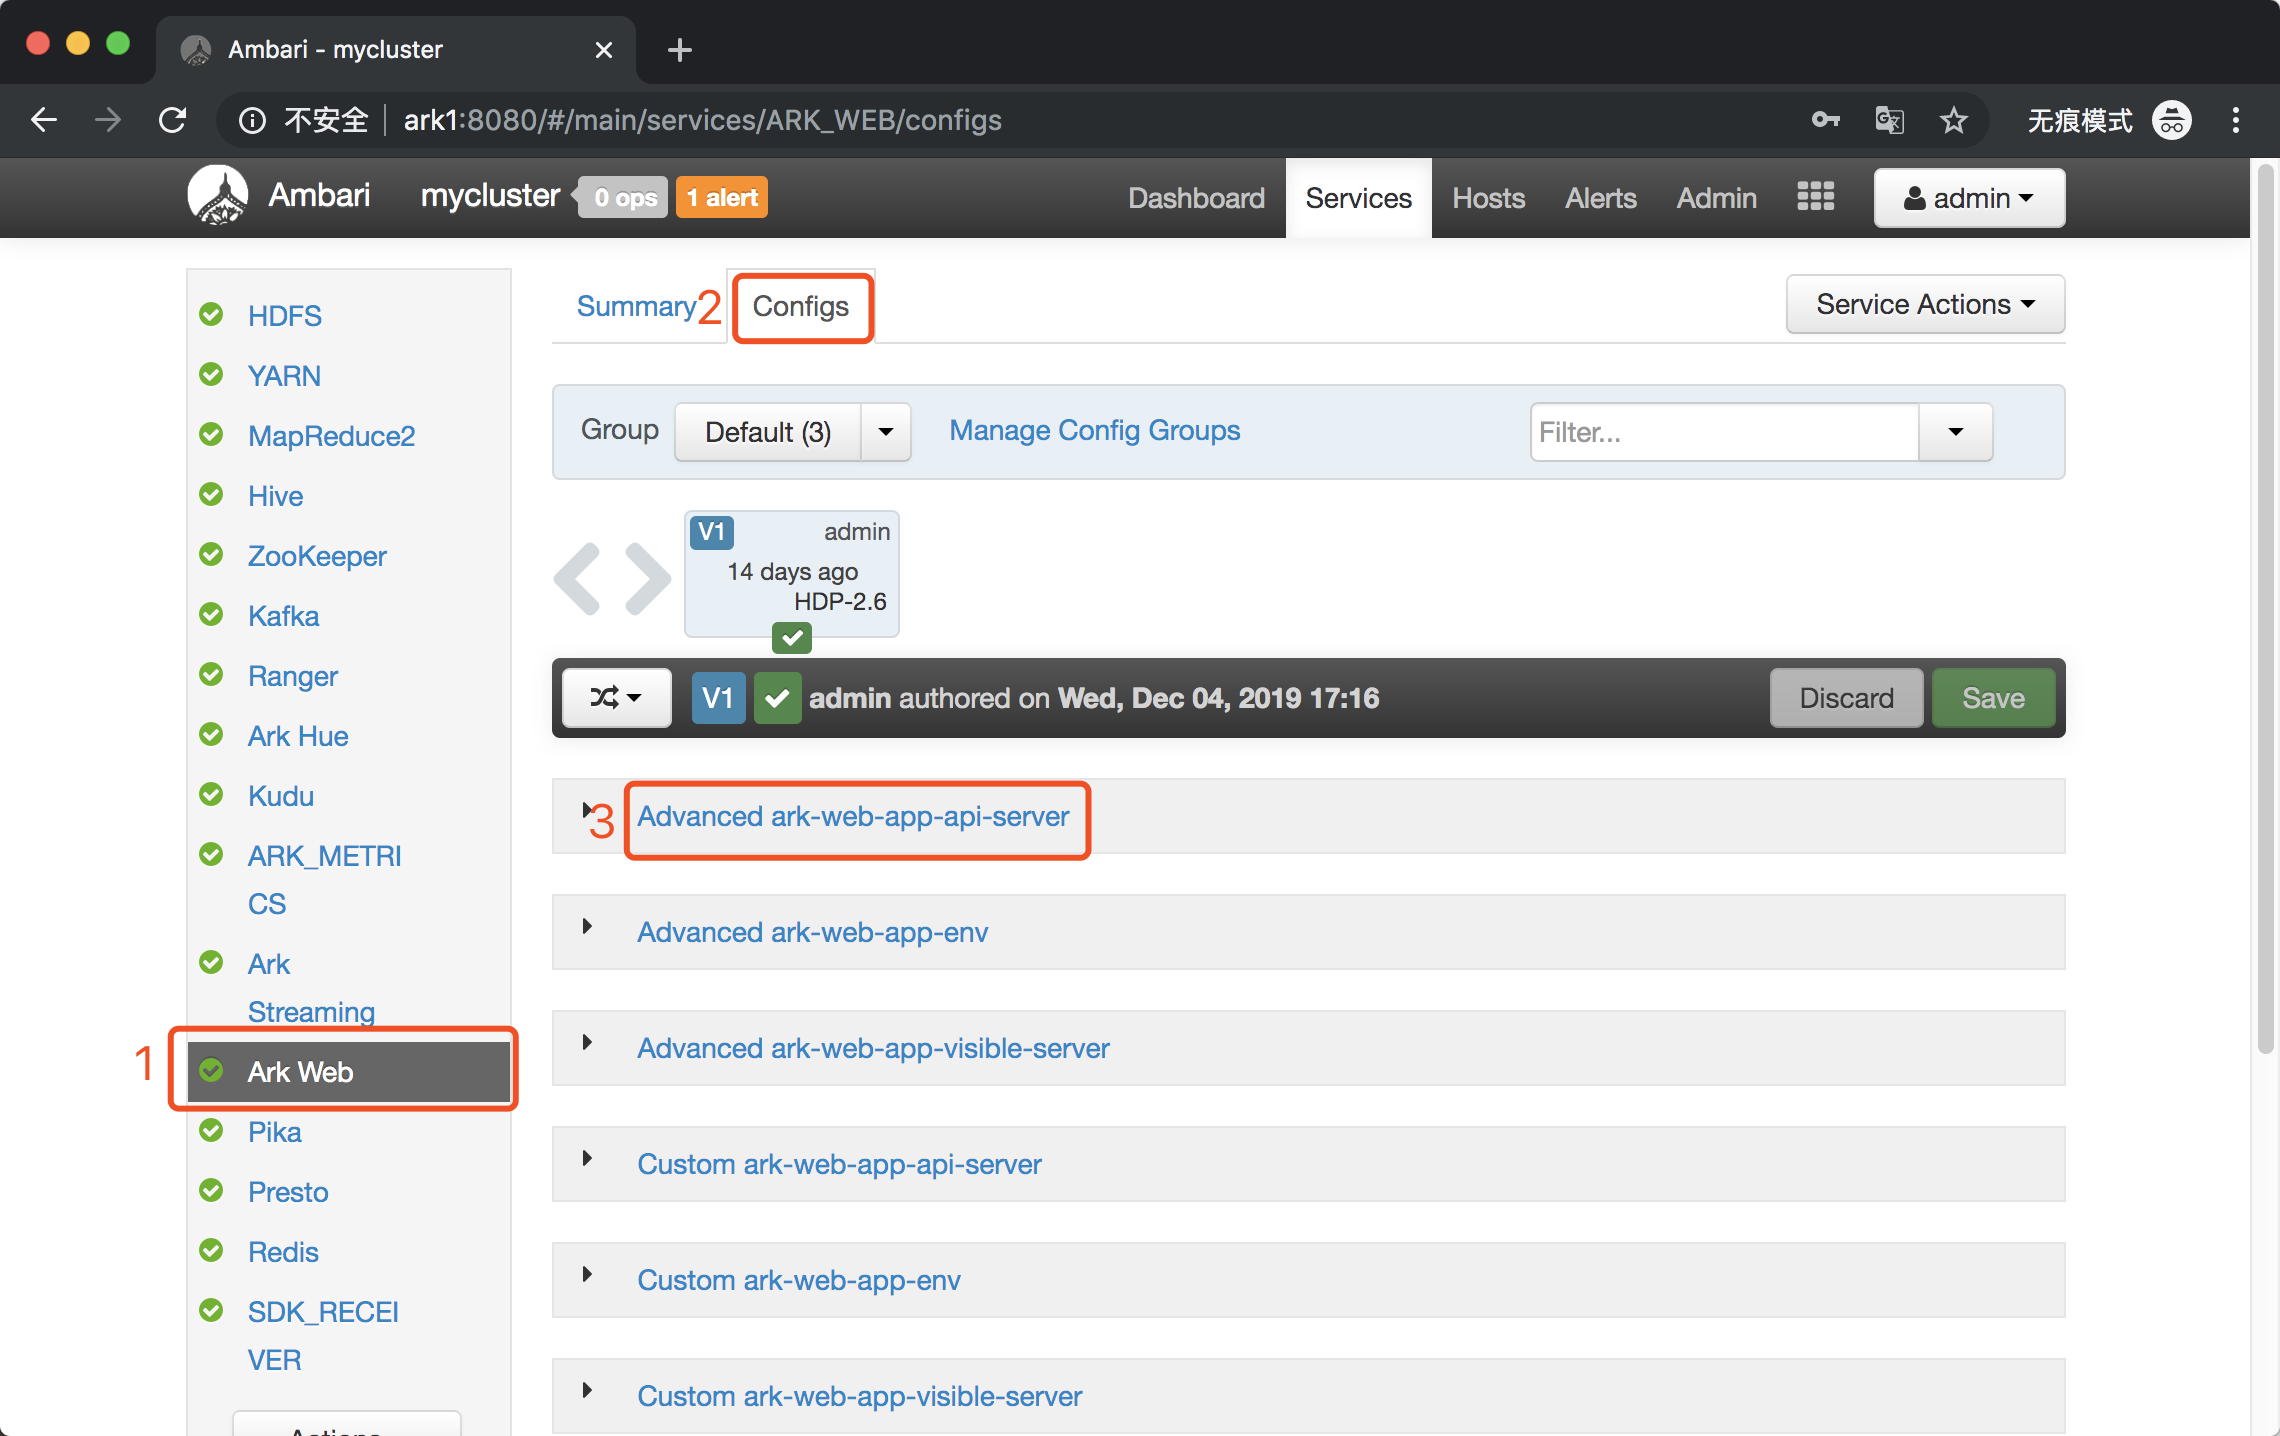 Ambari - mycluster
不安全 ark1:8080/#/main/services/ARK_WEB/configs 无痕模式
Ambari mycluster 0 ops 1 alert Dashboard Services Hosts Alerts Admin admin
HDFS
YARN
MapReduce2
Hive
ZooKeeper
Kafka
Ranger
Ark Hue
Kudu
ARK_METRI
CS
Ark
Streaming
1 Ark Web
Pika
Presto
Redis
SDK_RECEI
VER
Actions
Summary 2 Configs Service Actions
Group Default (3) Manage Config Groups Filter...
V1 admin
14 days ago
HDP-2.6
V1 admin authored on Wed, Dec 04, 2019 17:16 Discard Save
3 Advanced ark-web-app-api-server
Advanced ark-web-app-env
Advanced ark-web-app-visible-server
Custom ark-web-app-api-server
Custom ark-web-app-env
Custom ark-web-app-visible-server